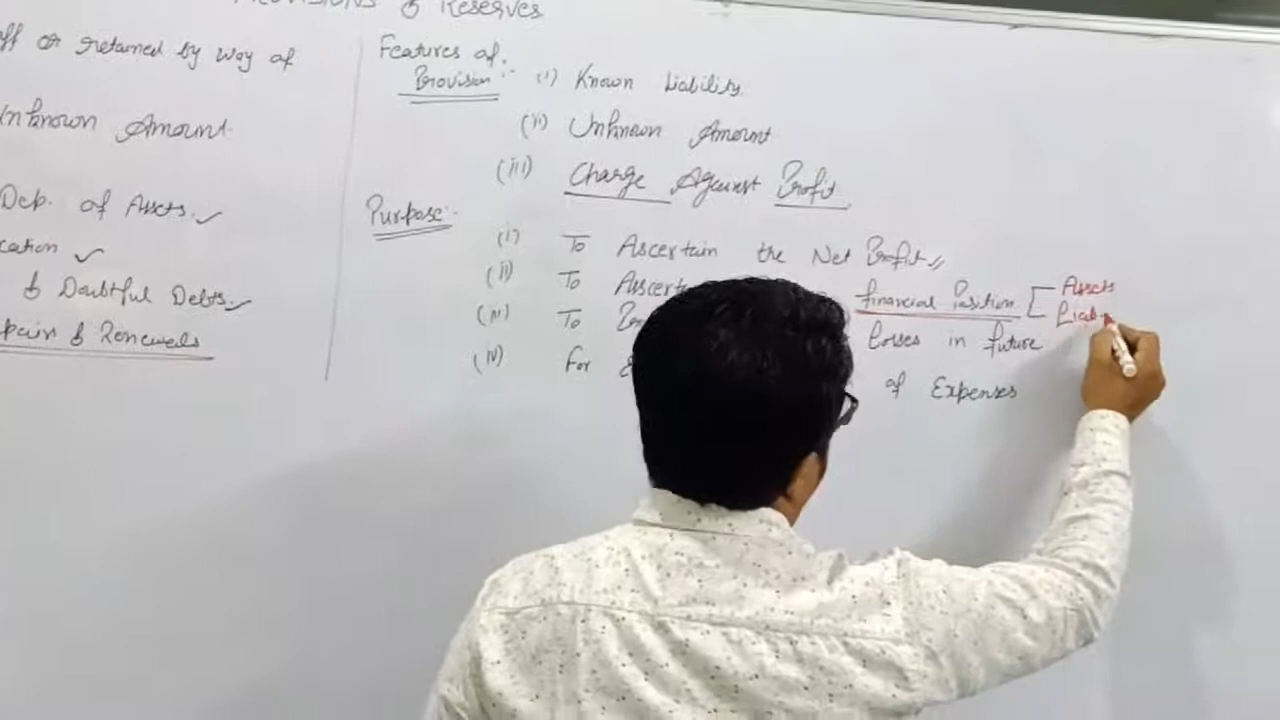 PROVISIONS & Reserves
off or retained by way of
Unknown Amount
Dep. of Assets ✓
cation ✓
& Doubtful Debts ✓
pairs & Renewals
Features of
Provision :- (i) Known Liability
(ii) Unknown Amount
(iii) Charge Against Profit
Purpose :-
(i) To Ascertain the Net Profit
(ii) To Ascerta financial Position Assets
Liab
(iii) To losses in future
(iv) For of Expenses